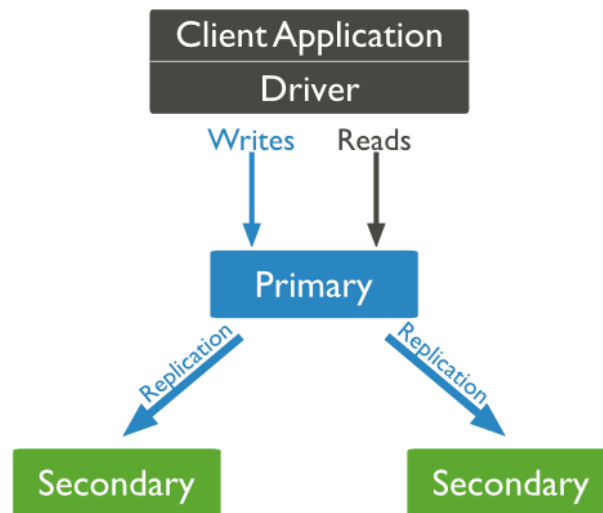 Client Application
Driver
Writes Reads
Primary
Replication Replication
Secondary Secondary